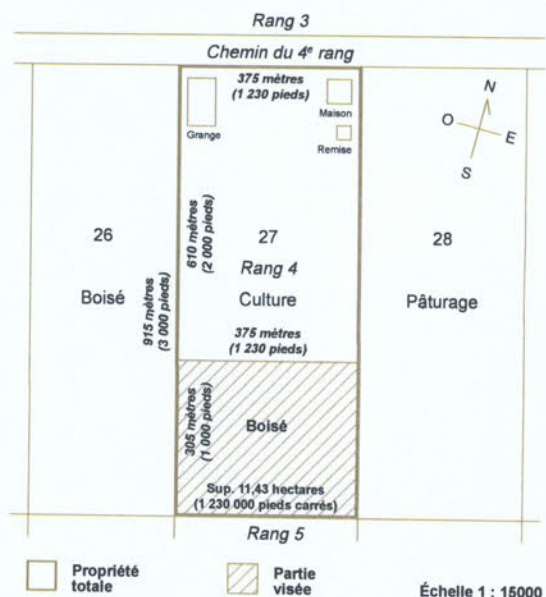 Rang 3
Chemin du 4e rang
375 mètres
(1 230 pieds)
Grange
Maison
Remise
N
O
E
S
610 mètres
(2 000 pieds)
26
27
28
Rang 4
Boisé
Culture
Pâturage
915 mètres
(3 000 pieds)
375 mètres
(1 230 pieds)
305 mètres
(1 000 pieds)
Boisé
Sup. 11,43 hectares
(1 230 000 pieds carrés)
Rang 5
Propriété
totale
Partie
visée
Échelle 1 : 15000